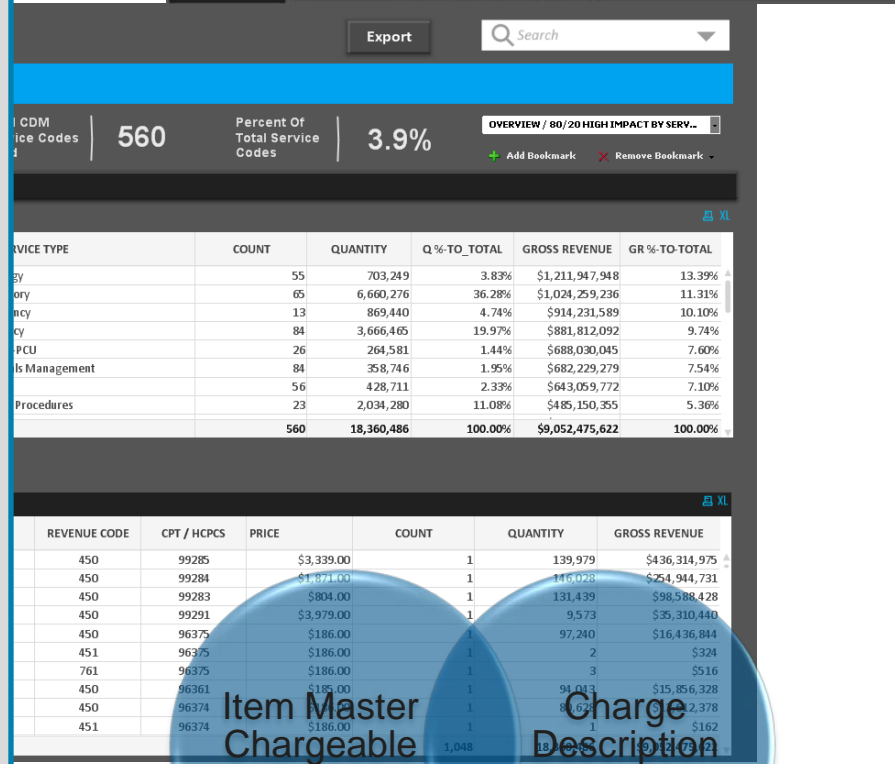 Export
Search
CDM
ice Codes
560
Percent Of
Total Service
Codes
3.9%
OVERVIEW / 80/20 HIGH IMPACT BY SERV...
Add Bookmark
Remove Bookmark
XL
RVICE TYPE COUNT QUANTITY Q %-TO_TOTAL GROSS REVENUE GR %-TO-TOTAL
gy 55 703,249 3.83% $1,211,947,948 13.39%
ory 65 6,660,276 36.28% $1,024,259,236 11.31%
ncy 13 869,440 4.74% $914,231,589 10.10%
cy 84 3,666,465 19.97% $881,812,092 9.74%
-PCU 26 264,581 1.44% $688,030,045 7.60%
ls Management 84 358,746 1.95% $682,229,279 7.54%
56 428,711 2.33% $643,059,772 7.10%
Procedures 23 2,034,280 11.08% $485,150,355 5.36%
560 18,360,486 100.00% $9,052,475,622 100.00%
XL
REVENUE CODE CPT / HCPCS PRICE COUNT QUANTITY GROSS REVENUE
450 99285 $3,339.00 1 139,979 $436,314,975
450 99284 $1,871.00 1 146,028 $254,944,731
450 99283 $804.00 1 131,439 $98,588,428
450 99291 $3,979.00 1 9,573 $35,310,440
450 96375 $186.00 1 97,240 $16,436,844
451 96375 $186.00 1 2 $324
761 96375 $186.00 1 3 $516
450 96361 $185.00 1 94,043 $15,856,328
450 96374 1
451 96374 $186.00 1 1 $162
1,048
Item Master
Chargeable
Charge
Description